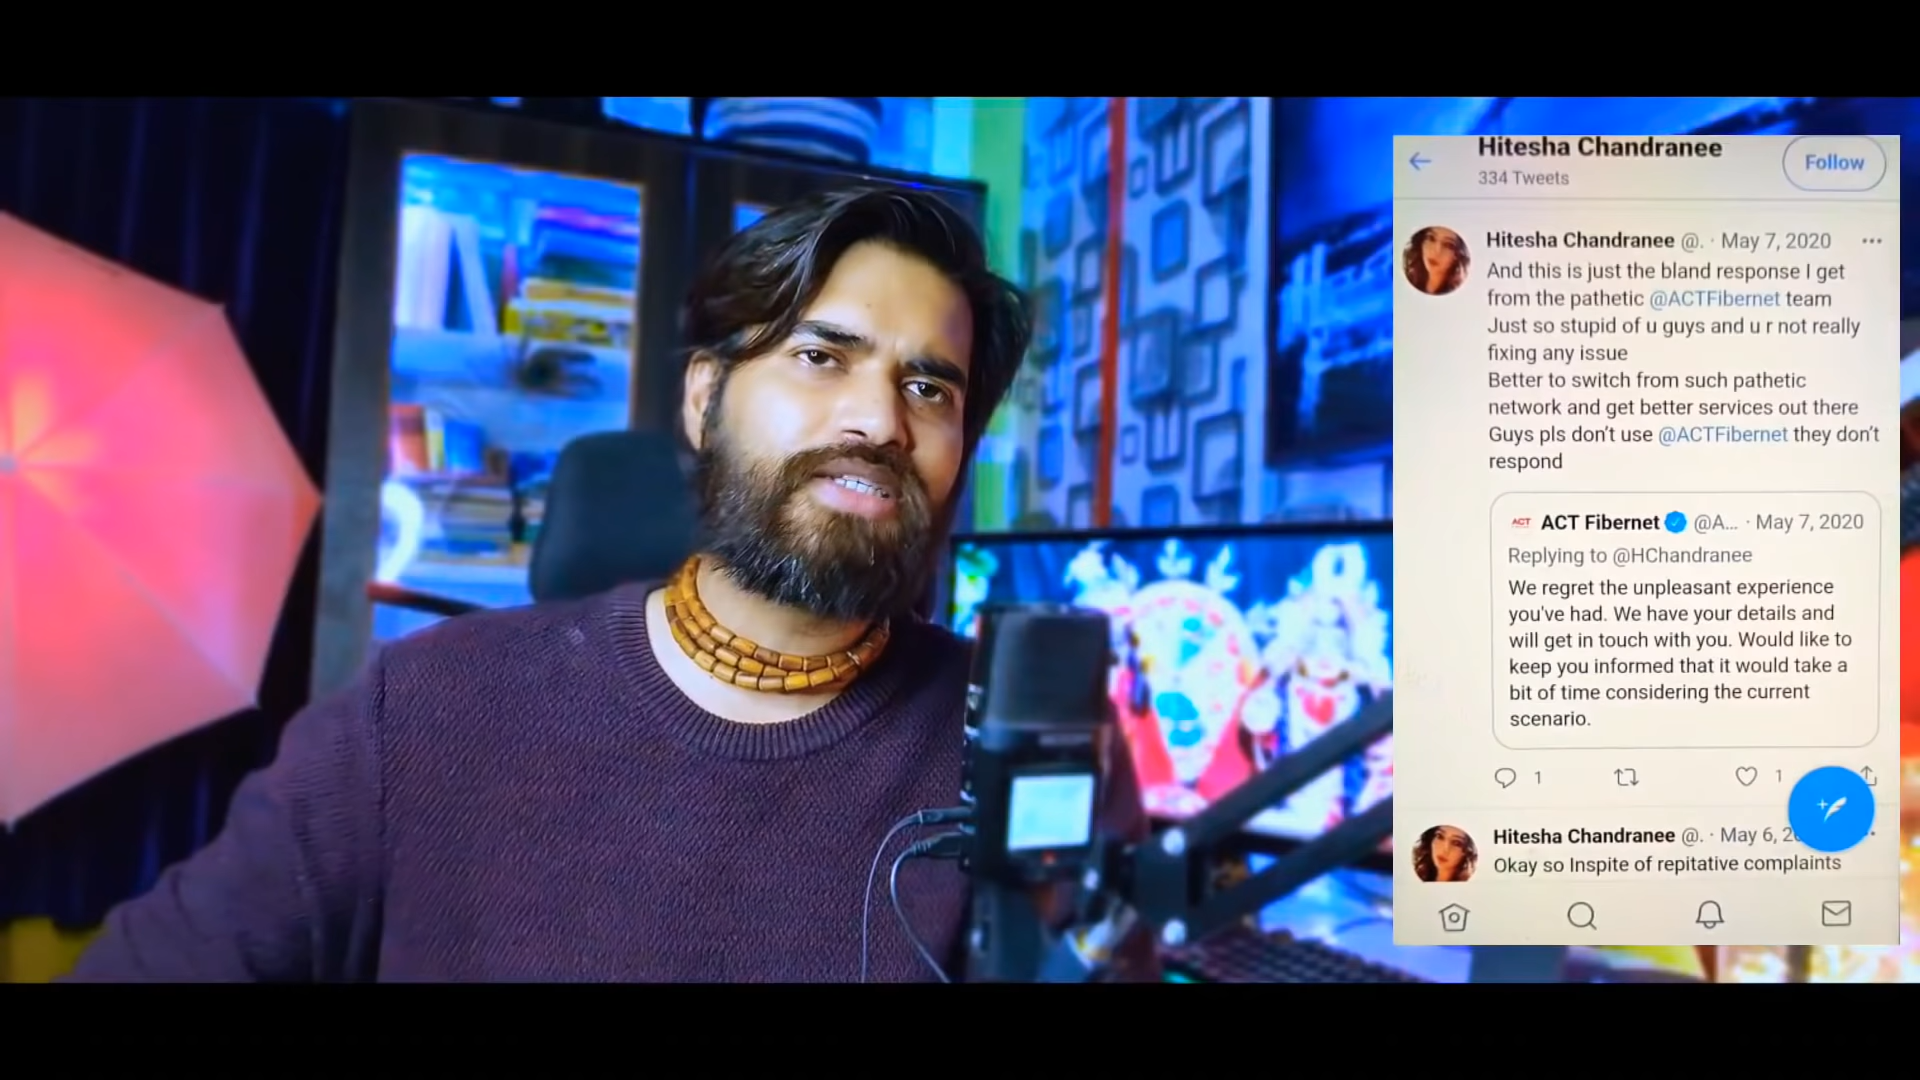 Hitesha Chandranee
334 Tweets
Follow
Hitesha Chandranee @. · May 7, 2020
And this is just the bland response I get
from the pathetic @ACTFibernet team
Just so stupid of u guys and u r not really
fixing any issue
Better to switch from such pathetic
network and get better services out there
Guys pls don't use @ACTFibernet they don't
respond
ACT
ACT Fibernet @A... · May 7, 2020
Replying to @HChandranee
We regret the unpleasant experience
you've had. We have your details and
will get in touch with you. Would like to
keep you informed that it would take a
bit of time considering the current
scenario.
1
1
Hitesha Chandranee @. · May 6, 2
Okay so Inspite of repitative complaints